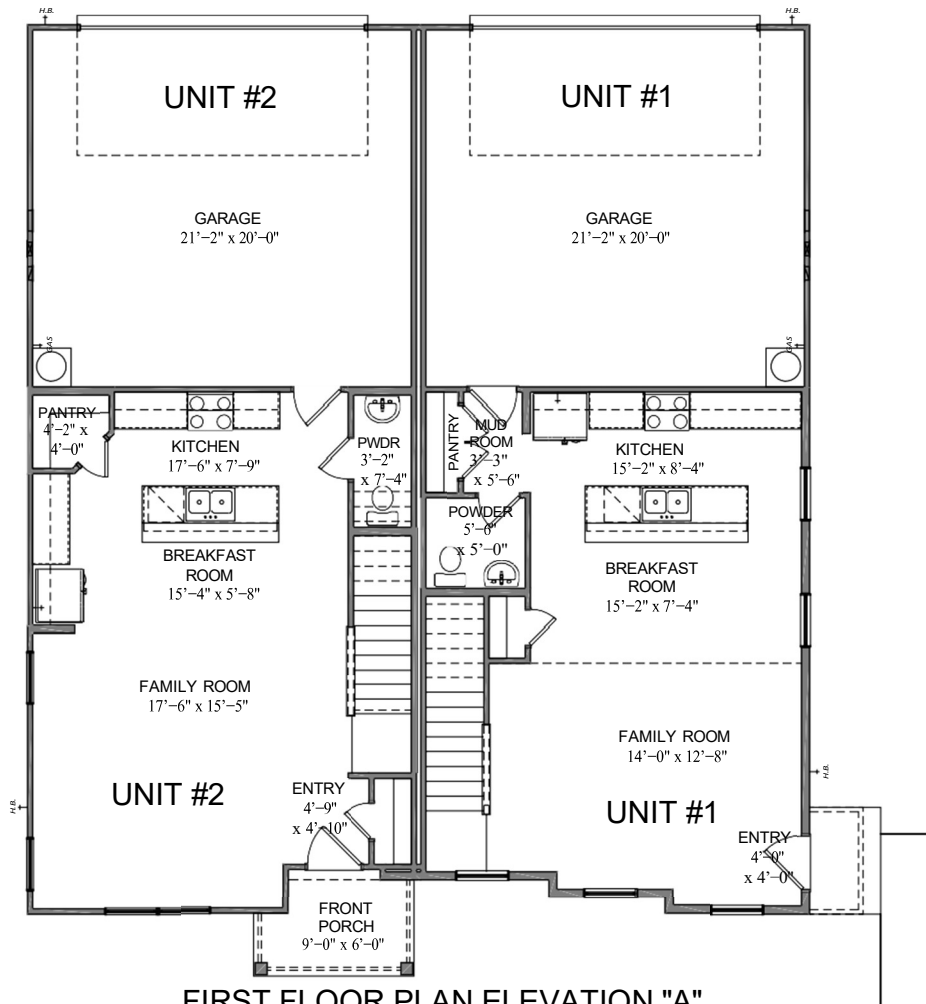 H.B.
H.B.
UNIT #2
UNIT #1
GARAGE
21'–2" x 20'–0"
GARAGE
21'–2" x 20'–0"
GAS
GAS
PANTRY
4'–2" x
4'–0"
KITCHEN
17'–6" x 7'–9"
PWDR
3'–2"
x 7'–4"
PANTRY
MUD
ROOM
3'–3"
x 5'–6"
KITCHEN
15'–2" x 8'–4"
POWDER
5'–6"
x 5'–0"
BREAKFAST
ROOM
15'–4" x 5'–8"
BREAKFAST
ROOM
15'–2" x 7'–4"
FAMILY ROOM
17'–6" x 15'–5"
FAMILY ROOM
14'–0" x 12'–8"
H.B.
H.B.
UNIT #2
ENTRY
4'–9"
x 4'–10"
UNIT #1
ENTRY
4'–0"
x 4'–0"
FRONT
PORCH
9'–0" x 6'–0"
FIRST FLOOR PLAN ELEVATION "A"